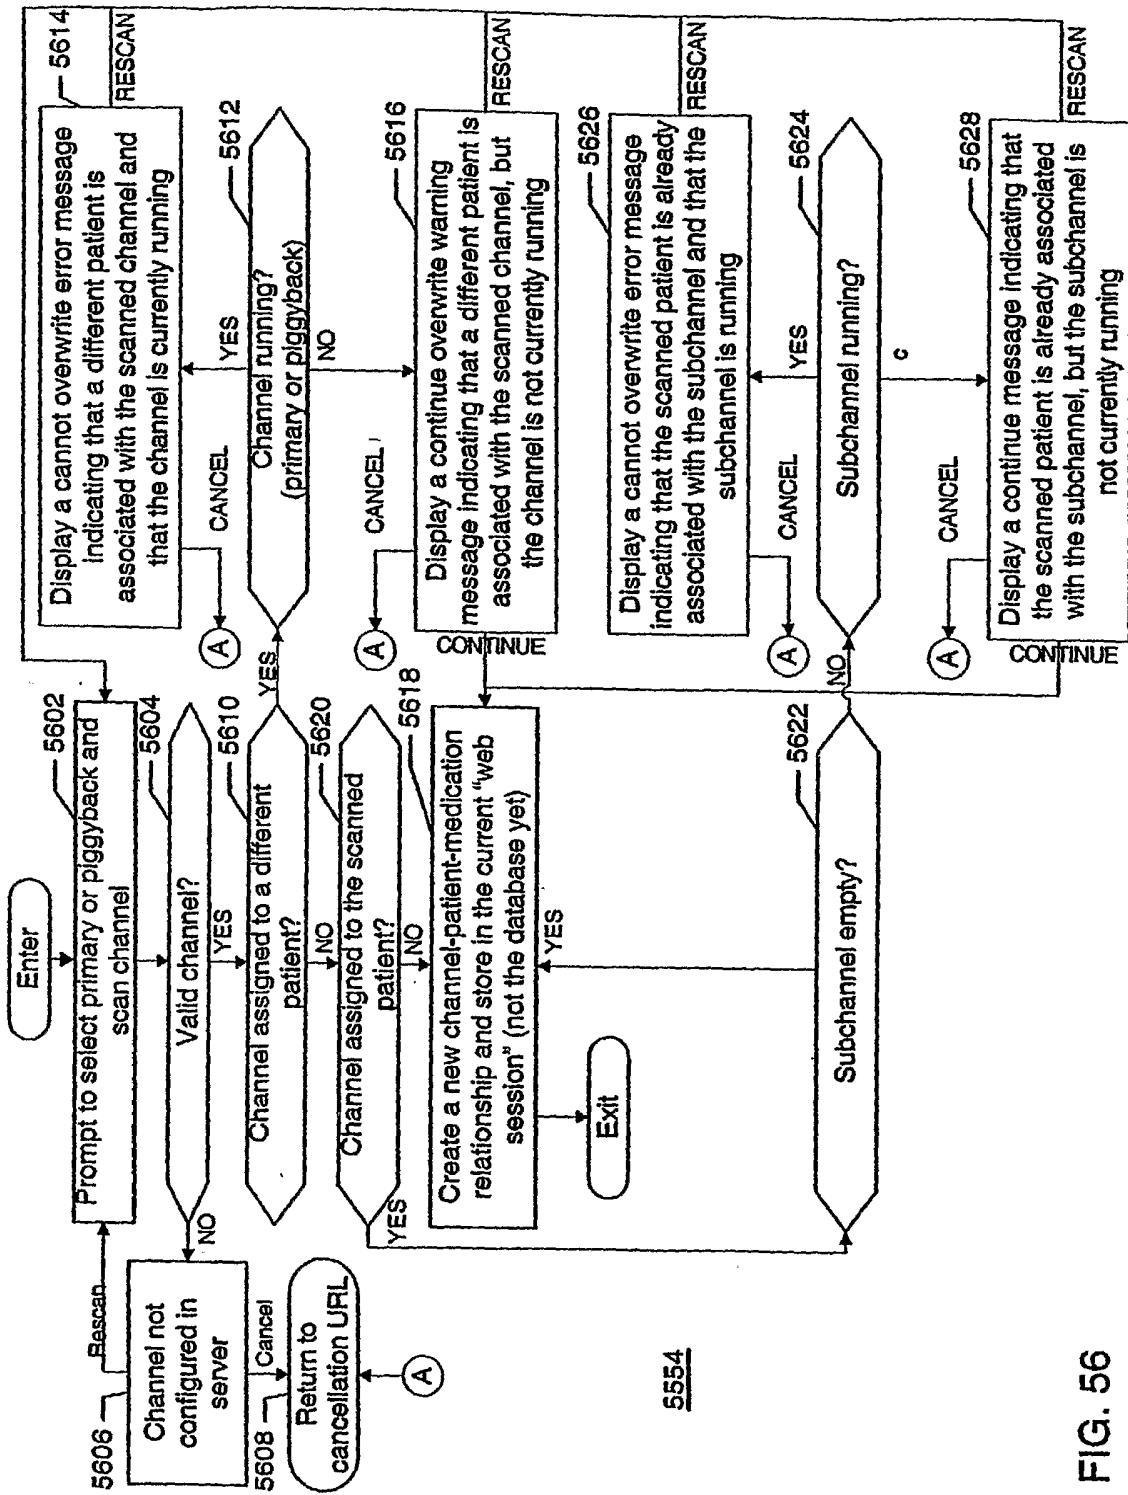 Enter
5602
Prompt to select primary or piggyback and
scan channel
5604
Valid channel?
NO
YES
Rescan
5606
Channel not
configured in
server
Cancel
5608
Return to
cancellation URL
A
5610
Channel assigned to a different
patient?
YES
NO
5620
Channel assigned to the scanned
patient?
YES
NO
5618
Create a new channel-patient-medication
relationship and store in the current "web
session" (not the database yet)
Exit
YES
5622
Subchannel empty?
NO
5614
Display a cannot overwrite error message
indicating that a different patient is
associated with the scanned channel and
that the channel is currently running
RESCAN
CANCEL
A
YES
5612
Channel running?
(primary or piggyback)
NO
5616
Display a continue overwrite warning
message indicating that a different patient is
associated with the scanned channel, but
the channel is not currently running
RESCAN
CANCEL
A
CONTINUE
5626
Display a cannot overwrite error message
indicating that the scanned patient is already
associated with the subchannel and that the
subchannel is running
RESCAN
CANCEL
A
YES
5624
Subchannel running?
c
5628
Display a continue message indicating that
the scanned patient is already associated
with the subchannel, but the subchannel is
not currently running
RESCAN
CANCEL
A
CONTINUE
5554
FIG. 56